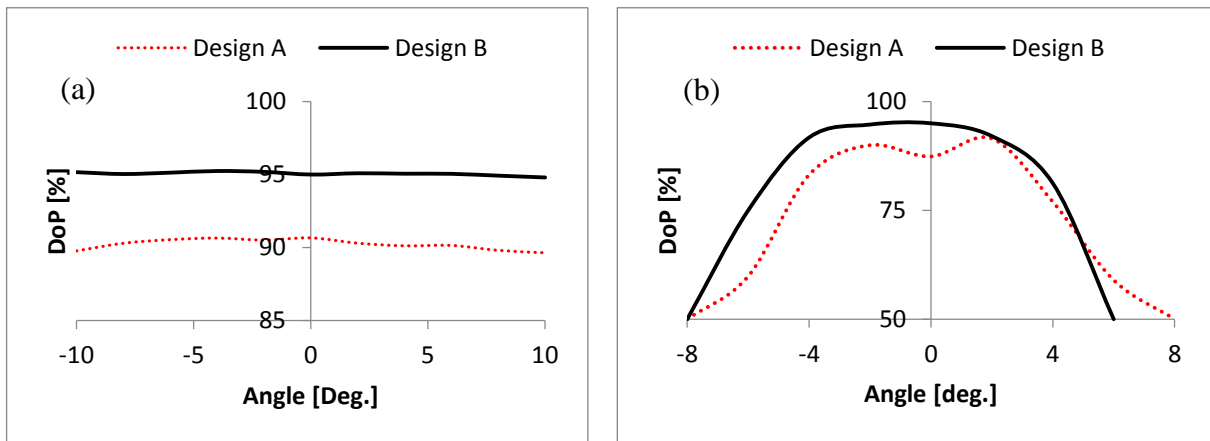 Design A Design B
(a)
100
95
90
85
DoP [%]
-10 -5 0 5 10
Angle [Deg.]
Design A Design B
(b)
100
75
50
DoP [%]
-8 -4 0 4 8
Angle [deg.]